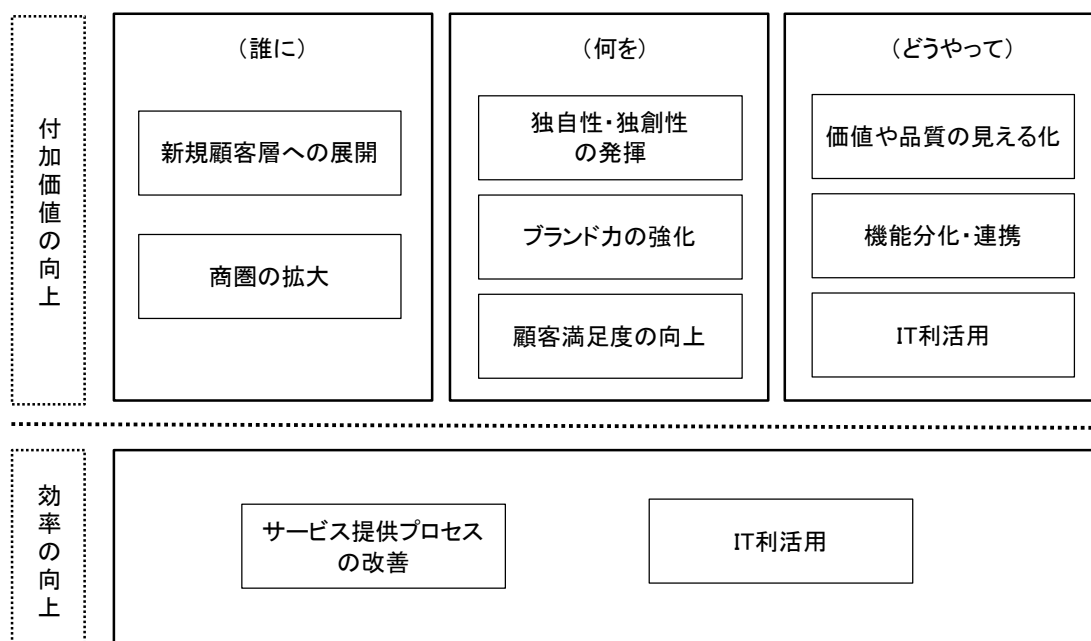 付加価値の向上
（誰に）
新規顧客層への展開
商圏の拡大
（何を）
独自性・独創性
の発揮
ブランド力の強化
顧客満足度の向上
（どうやって）
価値や品質の見える化
機能分化・連携
IT利活用
効率の向上
サービス提供プロセス
の改善
IT利活用